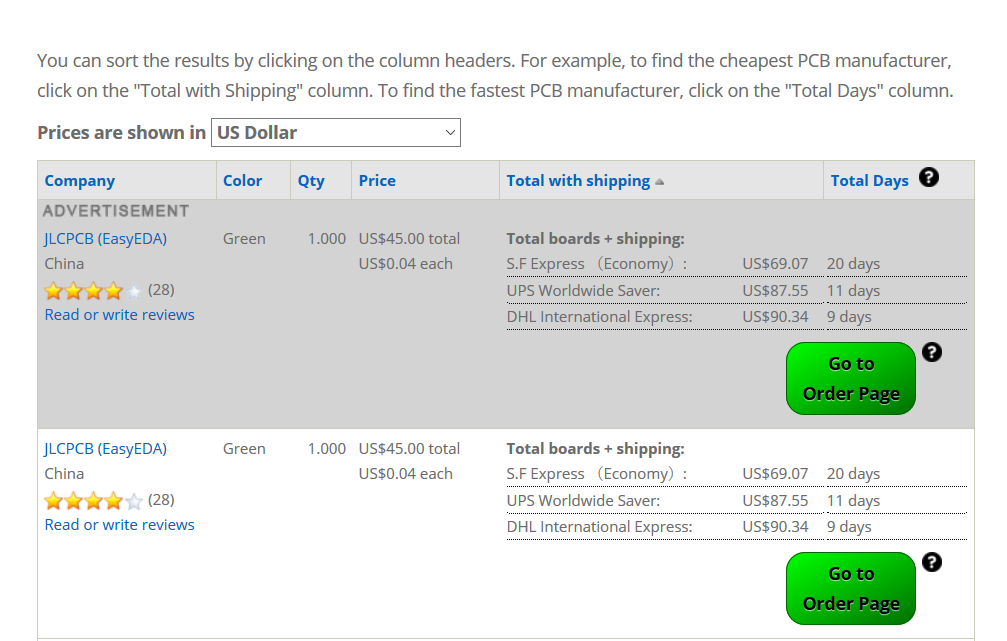 You can sort the results by clicking on the column headers. For example, to find the cheapest PCB manufacturer,
click on the "Total with Shipping" column. To find the fastest PCB manufacturer, click on the "Total Days" column.
Prices are shown in US Dollar
Company Color Qty Price Total with shipping Total Days ?
ADVERTISEMENT
JLCPCB (EasyEDA) Green 1.000 US$45.00 total Total boards + shipping:
China US$0.04 each S.F Express （Economy）: US$69.07 20 days
(28) UPS Worldwide Saver: US$87.55 11 days
Read or write reviews DHL International Express: US$90.34 9 days
Go to ?
Order Page
JLCPCB (EasyEDA) Green 1.000 US$45.00 total Total boards + shipping:
China US$0.04 each S.F Express （Economy）: US$69.07 20 days
(28) UPS Worldwide Saver: US$87.55 11 days
Read or write reviews DHL International Express: US$90.34 9 days
Go to ?
Order Page